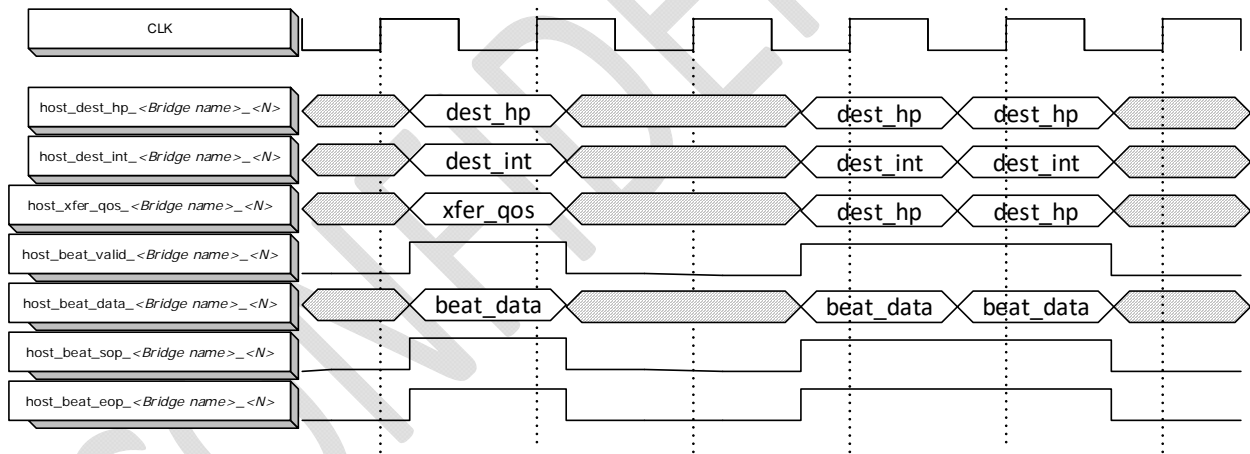 CLK
host_dest_hp_<Bridge name>_<N> dest_hp dest_hp dest_hp
host_dest_int_<Bridge name>_<N> dest_int dest_int dest_int
host_xfer_qos_<Bridge name>_<N> xfer_qos dest_hp dest_hp
host_beat_valid_<Bridge name>_<N>
host_beat_data_<Bridge name>_<N> beat_data beat_data beat_data
host_beat_sop_<Bridge name>_<N>
host_beat_eop_<Bridge name>_<N>